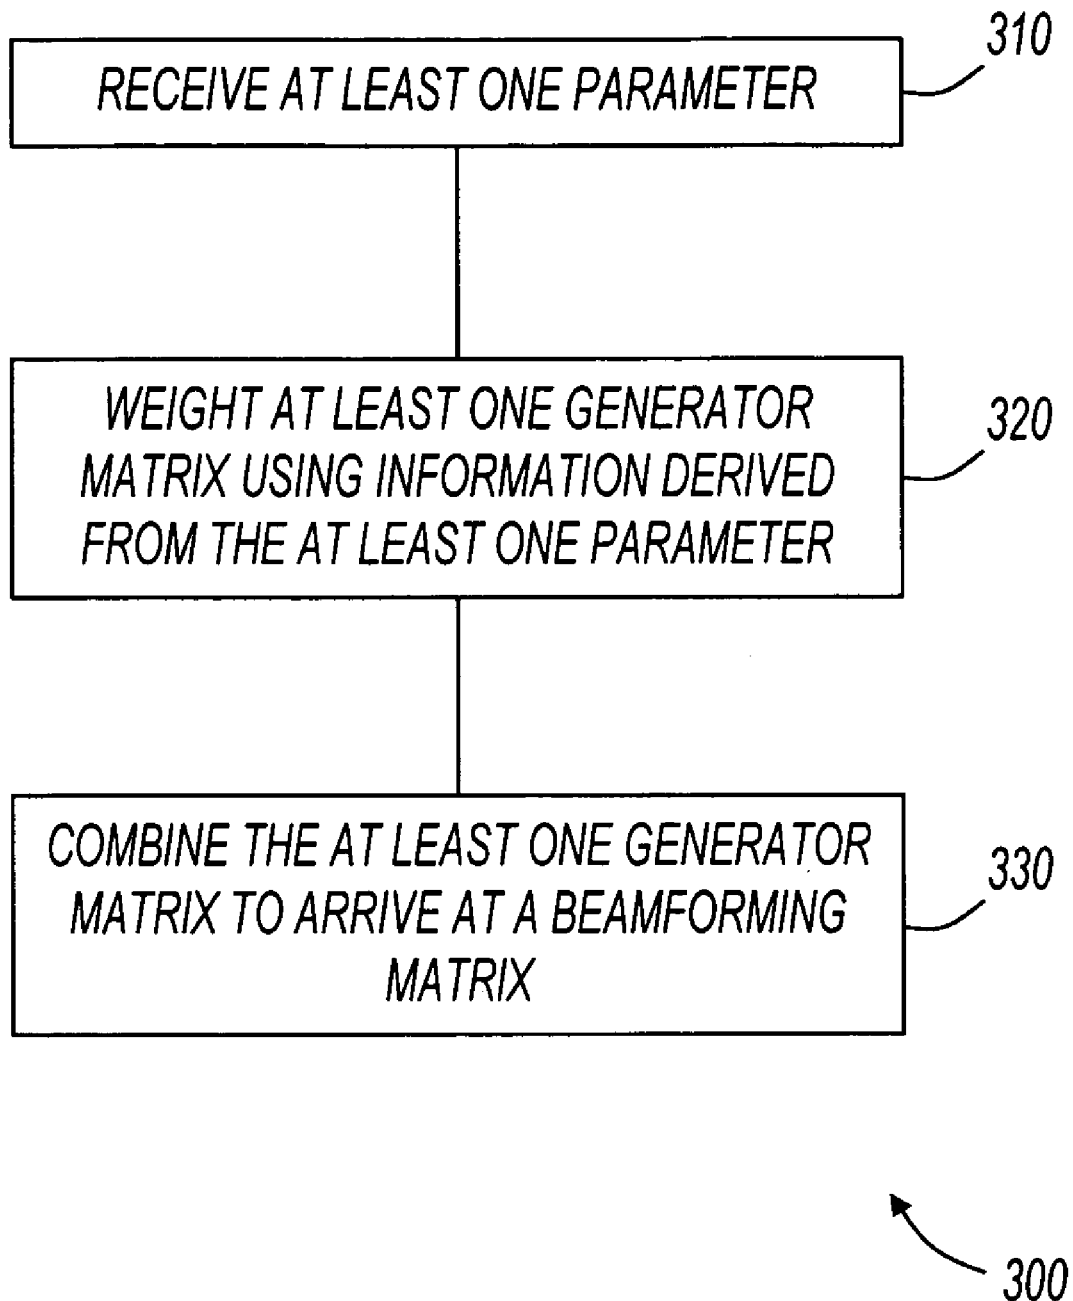 310
RECEIVE AT LEAST ONE PARAMETER
WEIGHT AT LEAST ONE GENERATOR
MATRIX USING INFORMATION DERIVED
FROM THE AT LEAST ONE PARAMETER
320
COMBINE THE AT LEAST ONE GENERATOR
MATRIX TO ARRIVE AT A BEAMFORMING
MATRIX
330
300